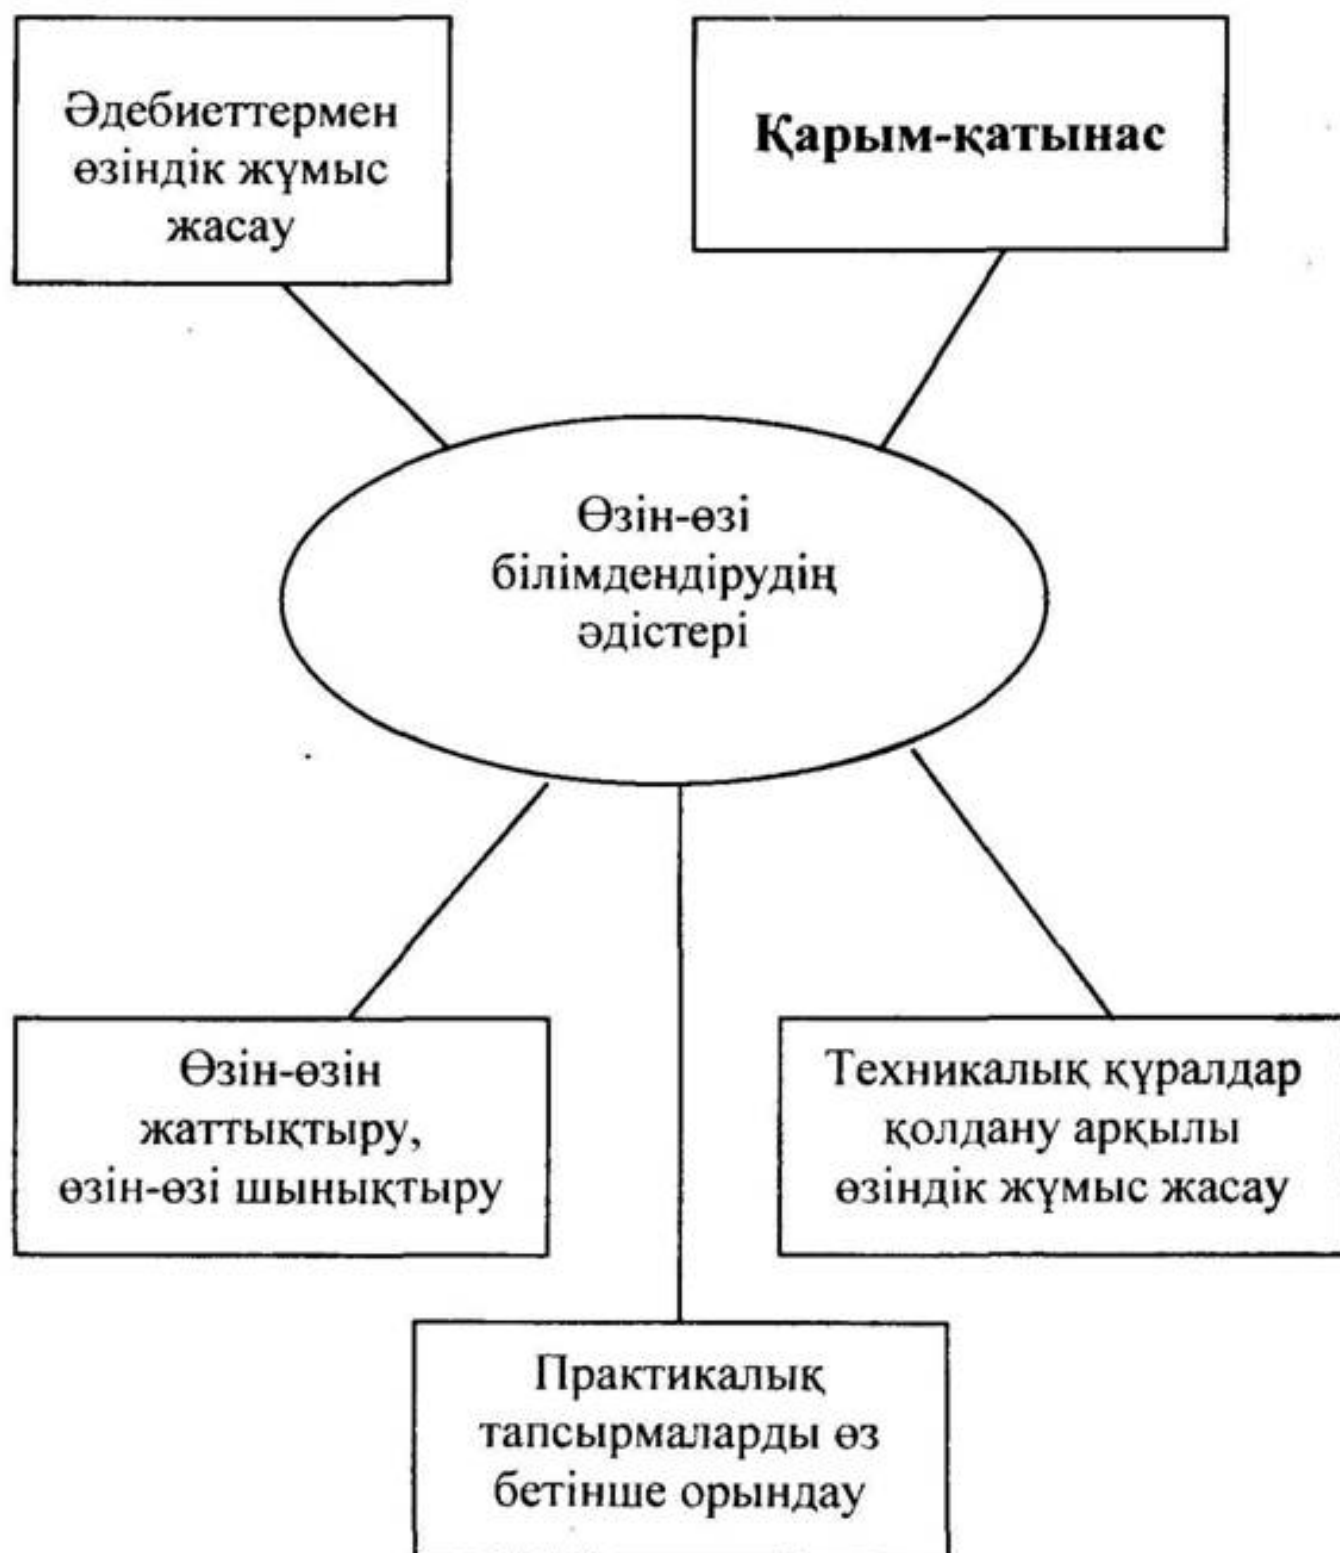 Әдебиеттермен
өзіндік жұмыс
жасау
Қарым-қатынас
Өзін-өзі
білімдендірудің
әдістері
Өзін-өзін
жаттықтыру,
өзін-өзі шынықтыру
Техникалық құралдар
қолдану арқылы
өзіндік жұмыс жасау
Практикалық
тапсырмаларды өз
бетінше орындау